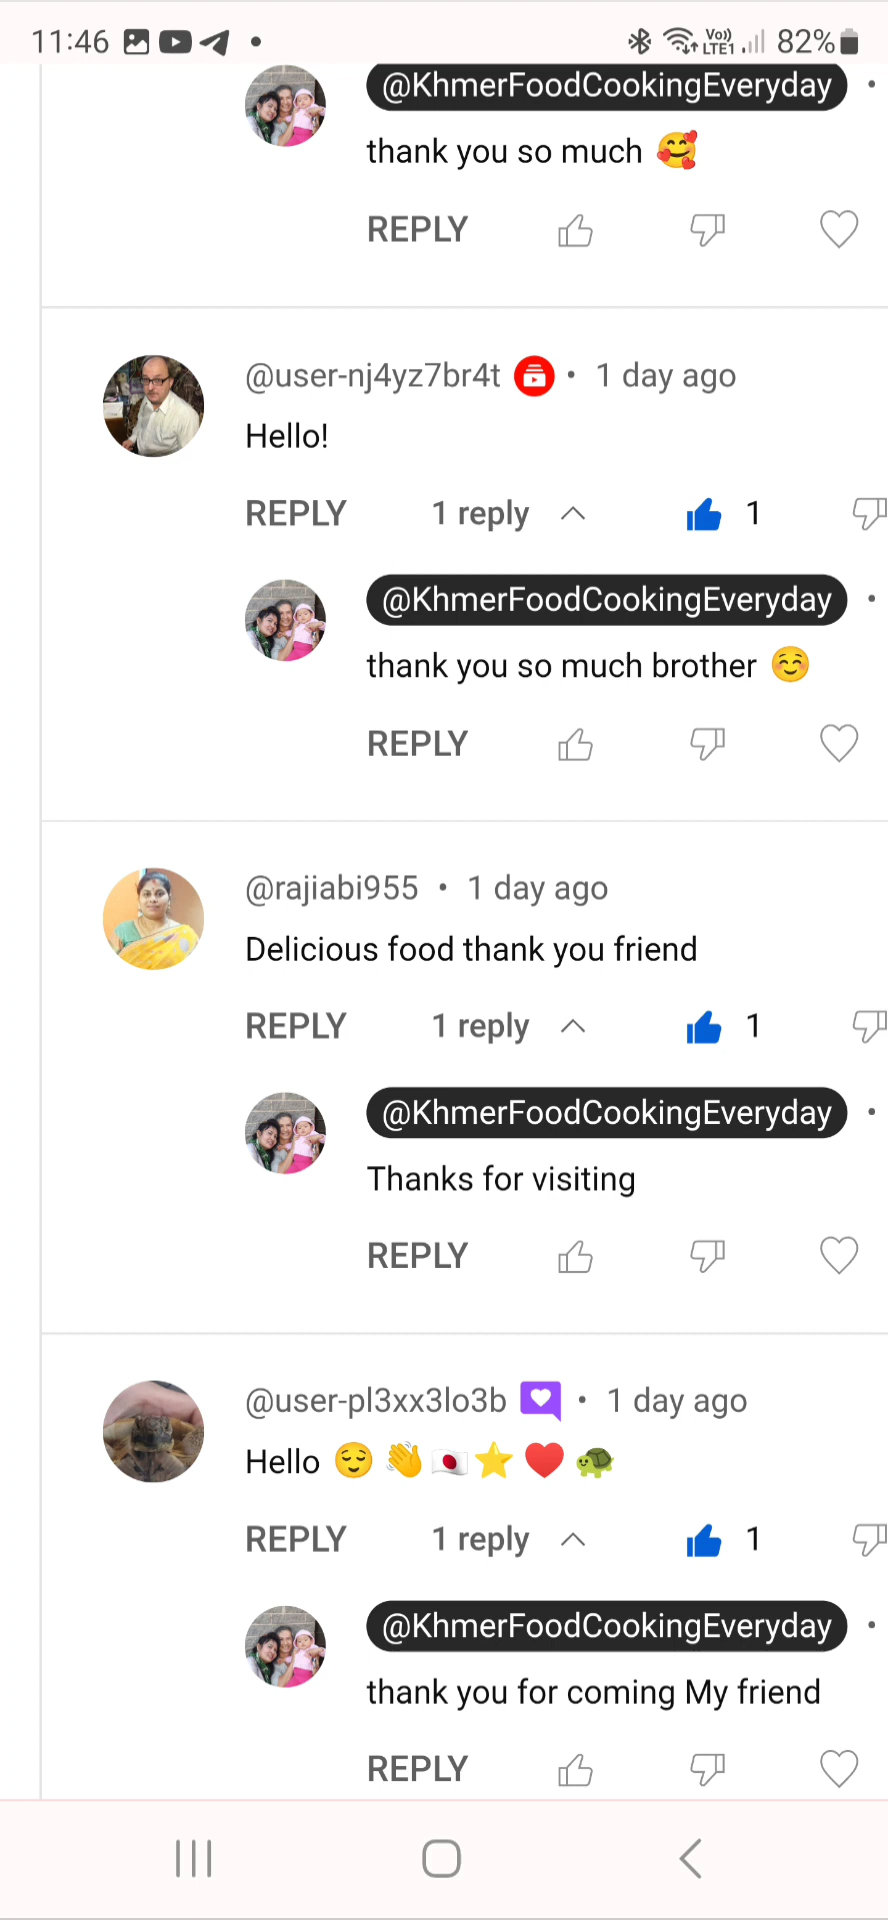 11:46 Vo)) LTE1 82%
@KhmerFoodCookingEveryday
thank you so much 🥰
REPLY
@user-nj4yz7br4t • 1 day ago
Hello!
REPLY 1 reply 1
@KhmerFoodCookingEveryday
thank you so much brother ☺️
REPLY
@rajiabi955 • 1 day ago
Delicious food thank you friend
REPLY 1 reply 1
@KhmerFoodCookingEveryday
Thanks for visiting
REPLY
@user-pl3xx3lo3b • 1 day ago
Hello 😌👋🇯🇵⭐❤️🐢
REPLY 1 reply 1
@KhmerFoodCookingEveryday
thank you for coming My friend
REPLY